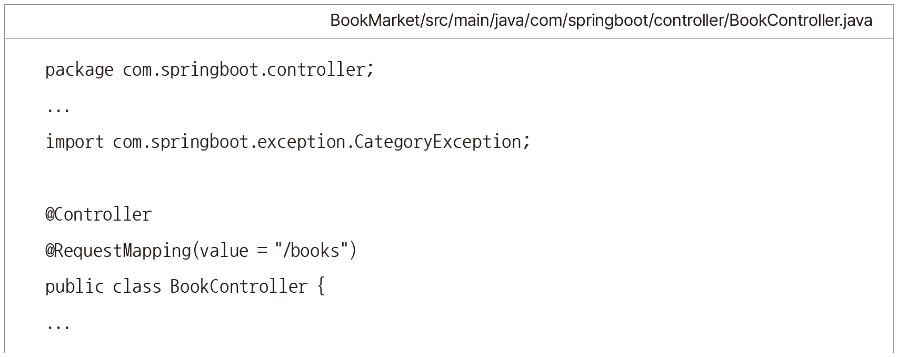 BookMarket/src/main/java/com/springboot/controller/BookController.java
package com.springboot.controller;
...
import com.springboot.exception.CategoryException;
@Controller
@RequestMapping(value = "/books")
public class BookController {
...